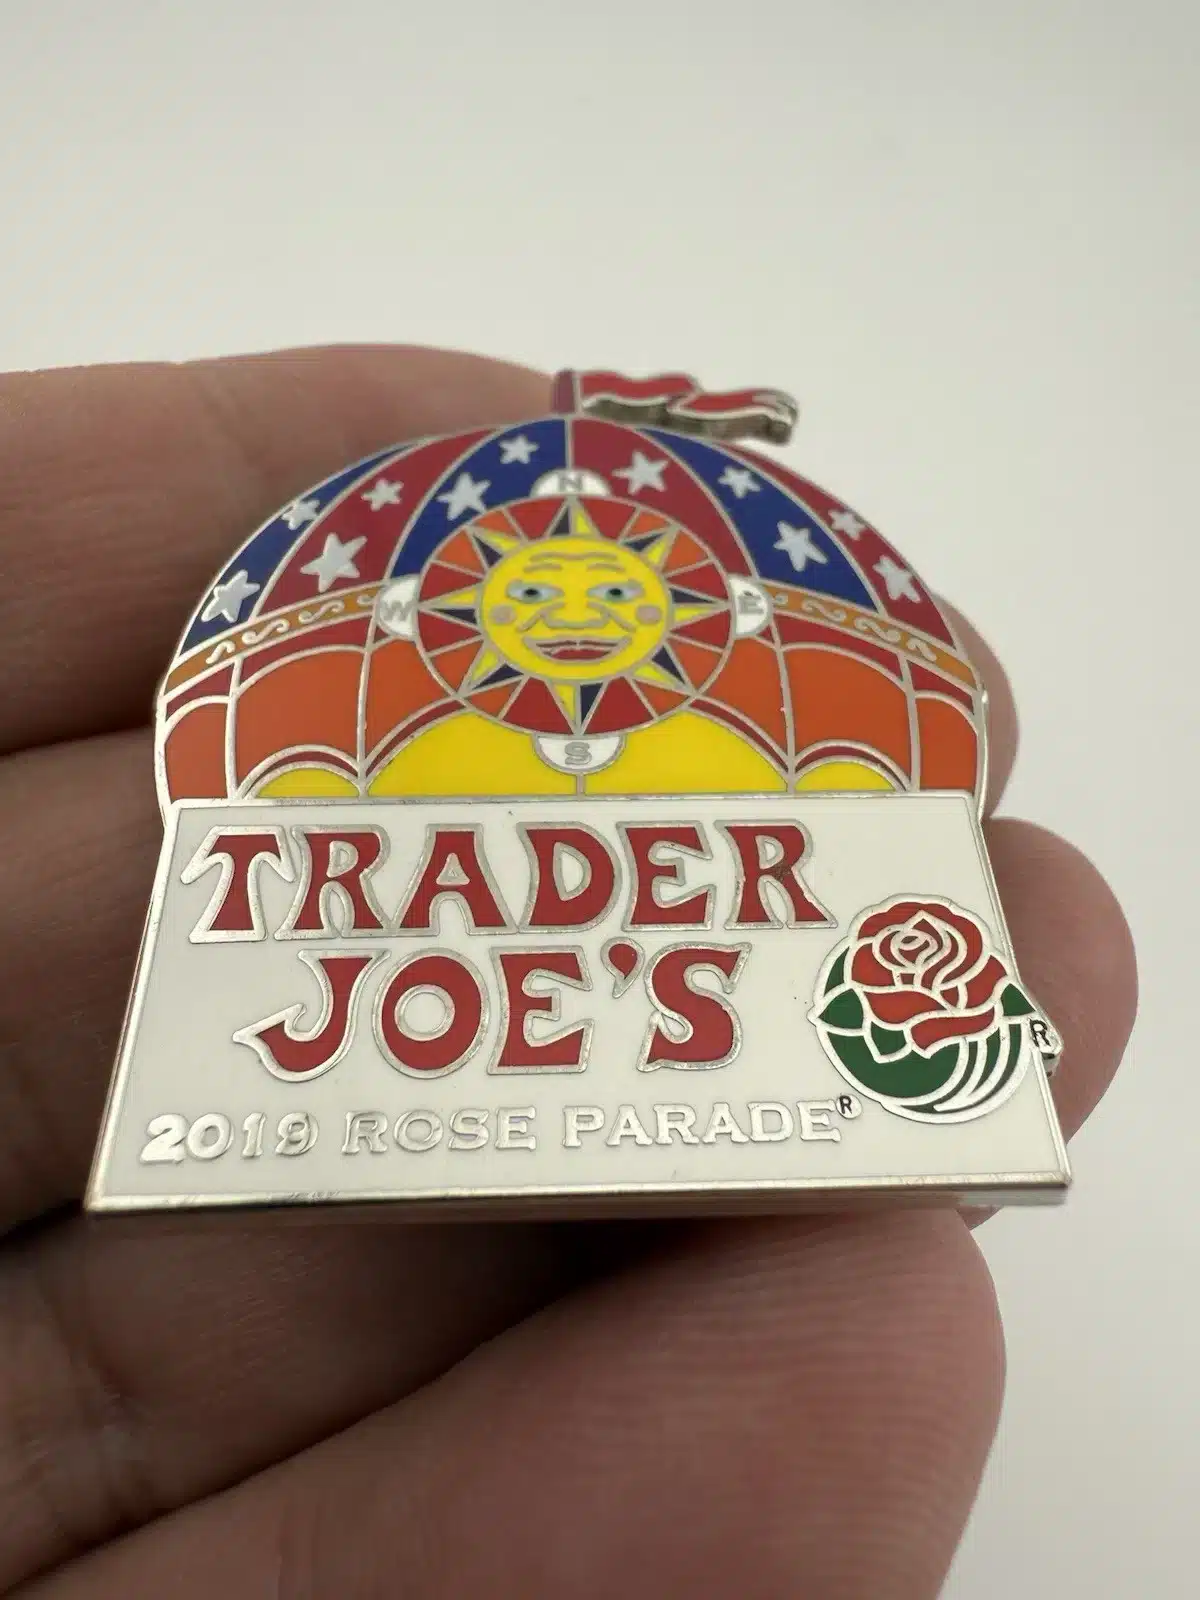 N
W E
S
TRADER
JOE'S
®
2019 ROSE PARADE®